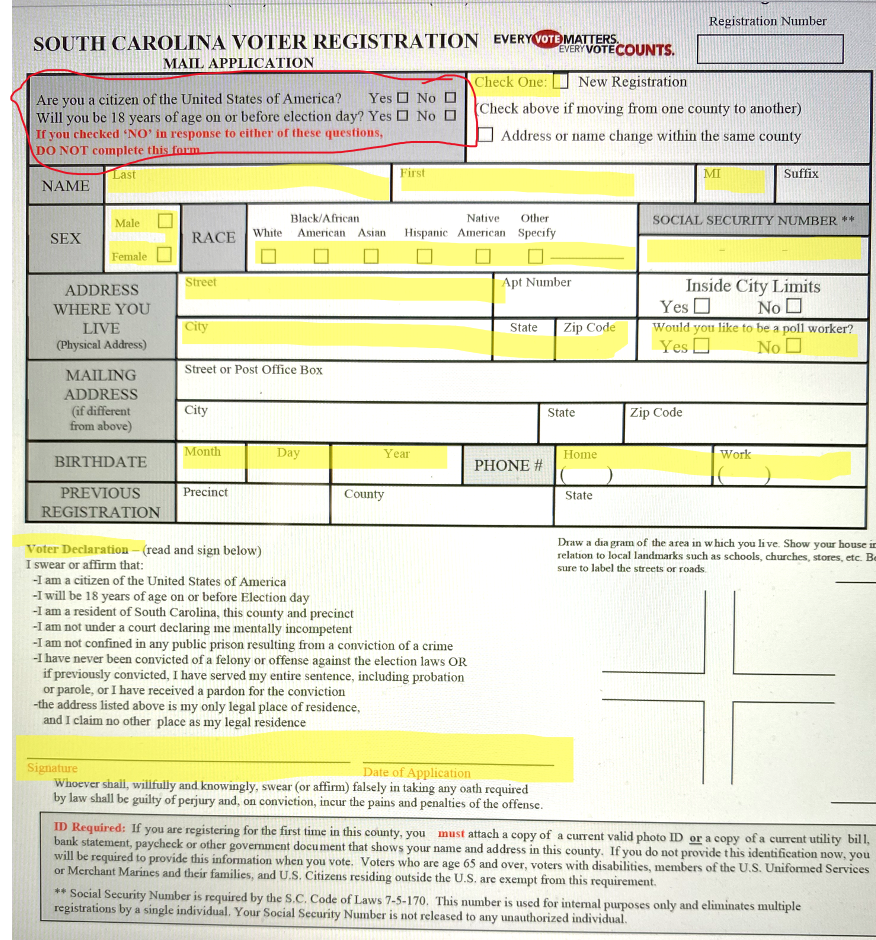 Registration Number
SOUTH CAROLINA VOTER REGISTRATION
EVERY VOTE MATTERS.
EVERY VOTE COUNTS.
MAIL APPLICATION
Are you a citizen of the United States of America? Yes ☐ No ☐
Will you be 18 years of age on or before election day? Yes ☐ No ☐
If you checked 'NO' in response to either of these questions,
DO NOT complete this form
Check One: ☐ New Registration
(Check above if moving from one county to another)
☐ Address or name change within the same county
NAME
Last
First
MI
Suffix
SEX
Male ☐
Female ☐
RACE
White
Black/African American
Asian
Hispanic
Native American
Other Specify
SOCIAL SECURITY NUMBER **
- -
ADDRESS
WHERE YOU
LIVE
(Physical Address)
Street
Apt Number
Inside City Limits
Yes ☐ No ☐
City
State
Zip Code
Would you like to be a poll worker?
Yes ☐ No ☐
MAILING
ADDRESS
(if different
from above)
Street or Post Office Box
City
State
Zip Code
BIRTHDATE
Month
Day
Year
PHONE #
Home
( )
Work
( )
PREVIOUS
REGISTRATION
Precinct
County
State
Voter Declaration – (read and sign below)
I swear or affirm that:
-I am a citizen of the United States of America
-I will be 18 years of age on or before Election day
-I am a resident of South Carolina, this county and precinct
-I am not under a court declaring me mentally incompetent
-I am not confined in any public prison resulting from a conviction of a crime
-I have never been convicted of a felony or offense against the election laws OR
if previously convicted, I have served my entire sentence, including probation
or parole, or I have received a pardon for the conviction
-the address listed above is my only legal place of residence,
and I claim no other place as my legal residence
Draw a diagram of the area in which you live. Show your house in
relation to local landmarks such as schools, churches, stores, etc. Be
sure to label the streets or roads.
Signature
Date of Application
Whoever shall, willfully and knowingly, swear (or affirm) falsely in taking any oath required
by law shall be guilty of perjury and, on conviction, incur the pains and penalties of the offense.
ID Required: If you are registering for the first time in this county, you must attach a copy of a current valid photo ID or a copy of a current utility bill,
bank statement, paycheck or other government document that shows your name and address in this county. If you do not provide this identification now, you
will be required to provide this information when you vote. Voters who are age 65 and over, voters with disabilities, members of the U.S. Uniformed Services
or Merchant Marines and their families, and U.S. Citizens residing outside the U.S. are exempt from this requirement.
** Social Security Number is required by the S.C. Code of Laws 7-5-170. This number is used for internal purposes only and eliminates multiple
registrations by a single individual. Your Social Security Number is not released to any unauthorized individual.